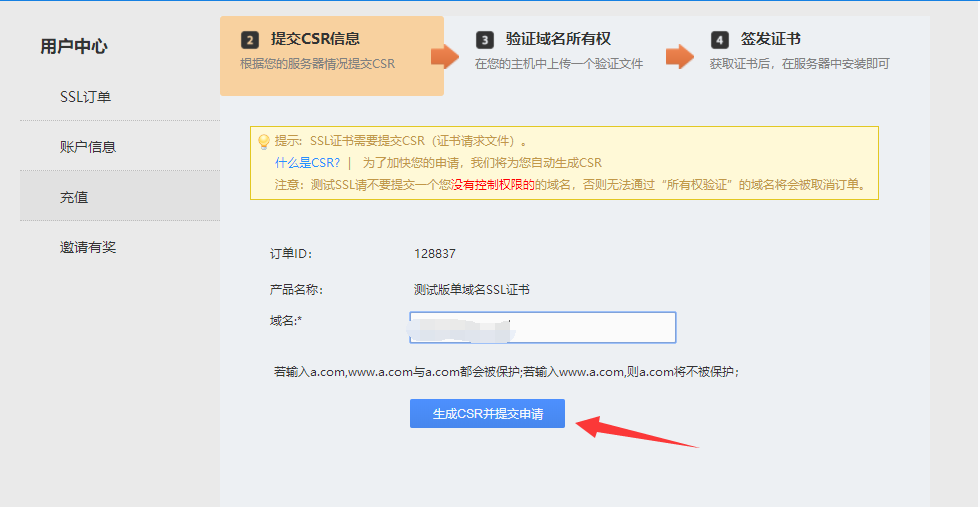 用户中心
SSL订单
账户信息
充值
邀请有奖
2 提交CSR信息
根据您的服务器情况提交CSR
3 验证域名所有权
在您的主机中上传一个验证文件
4 签发证书
获取证书后，在服务器中安装即可
提示: SSL证书需要提交CSR（证书请求文件）。
什么是CSR? | 为了加快您的申请，我们将为您自动生成CSR
注意：测试SSL请不要提交一个您没有控制权限的的域名，否则无法通过“所有权验证”的域名将会被取消订单。
订单ID: 128837
产品名称: 测试版单域名SSL证书
域名:*
若输入a.com,www.a.com与a.com都会被保护;若输入www.a.com,则a.com将不被保护;
生成CSR并提交申请